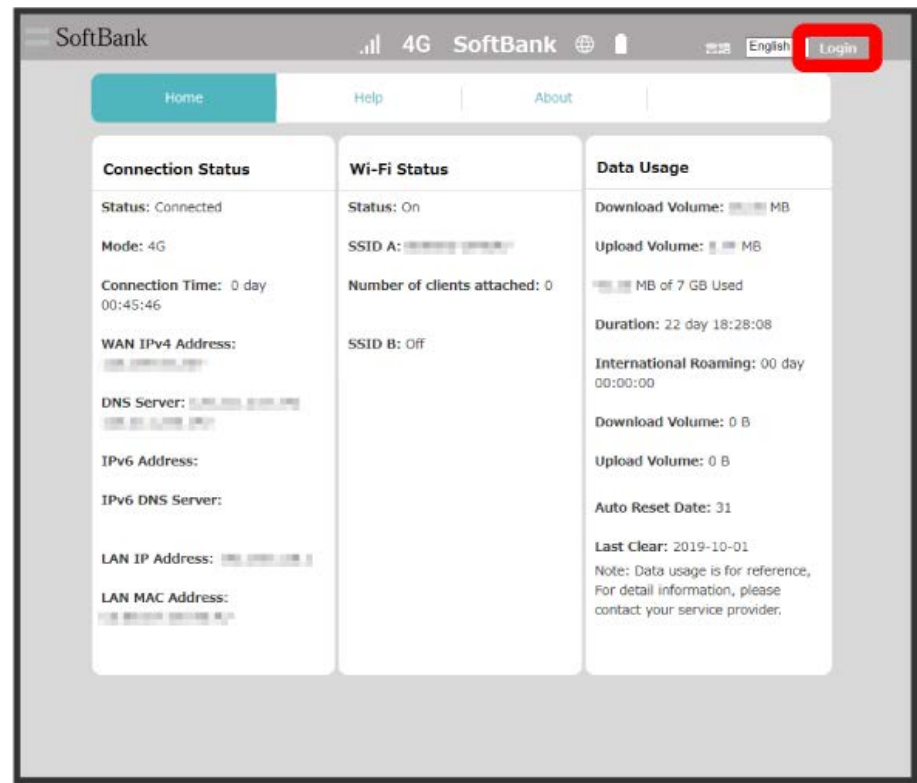 SoftBank
4G SoftBank
言語 English Login
Home Help About
Connection Status
Status: Connected
Mode: 4G
Connection Time: 0 day
00:45:46
WAN IPv4 Address:
DNS Server:
IPv6 Address:
IPv6 DNS Server:
LAN IP Address:
LAN MAC Address:
Wi-Fi Status
Status: On
SSID A:
Number of clients attached: 0
SSID B: Off
Data Usage
Download Volume: MB
Upload Volume: MB
MB of 7 GB Used
Duration: 22 day 18:28:08
International Roaming: 00 day
00:00:00
Download Volume: 0 B
Upload Volume: 0 B
Auto Reset Date: 31
Last Clear: 2019-10-01
Note: Data usage is for reference,
For detail information, please
contact your service provider.